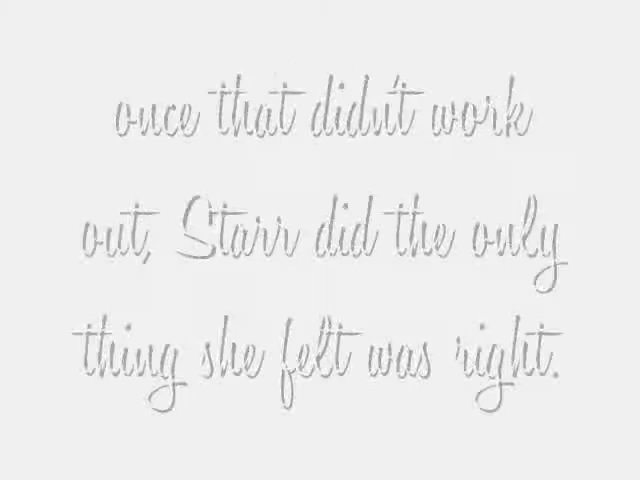 once that didn't work
out, Starr did the only
thing she felt was right.